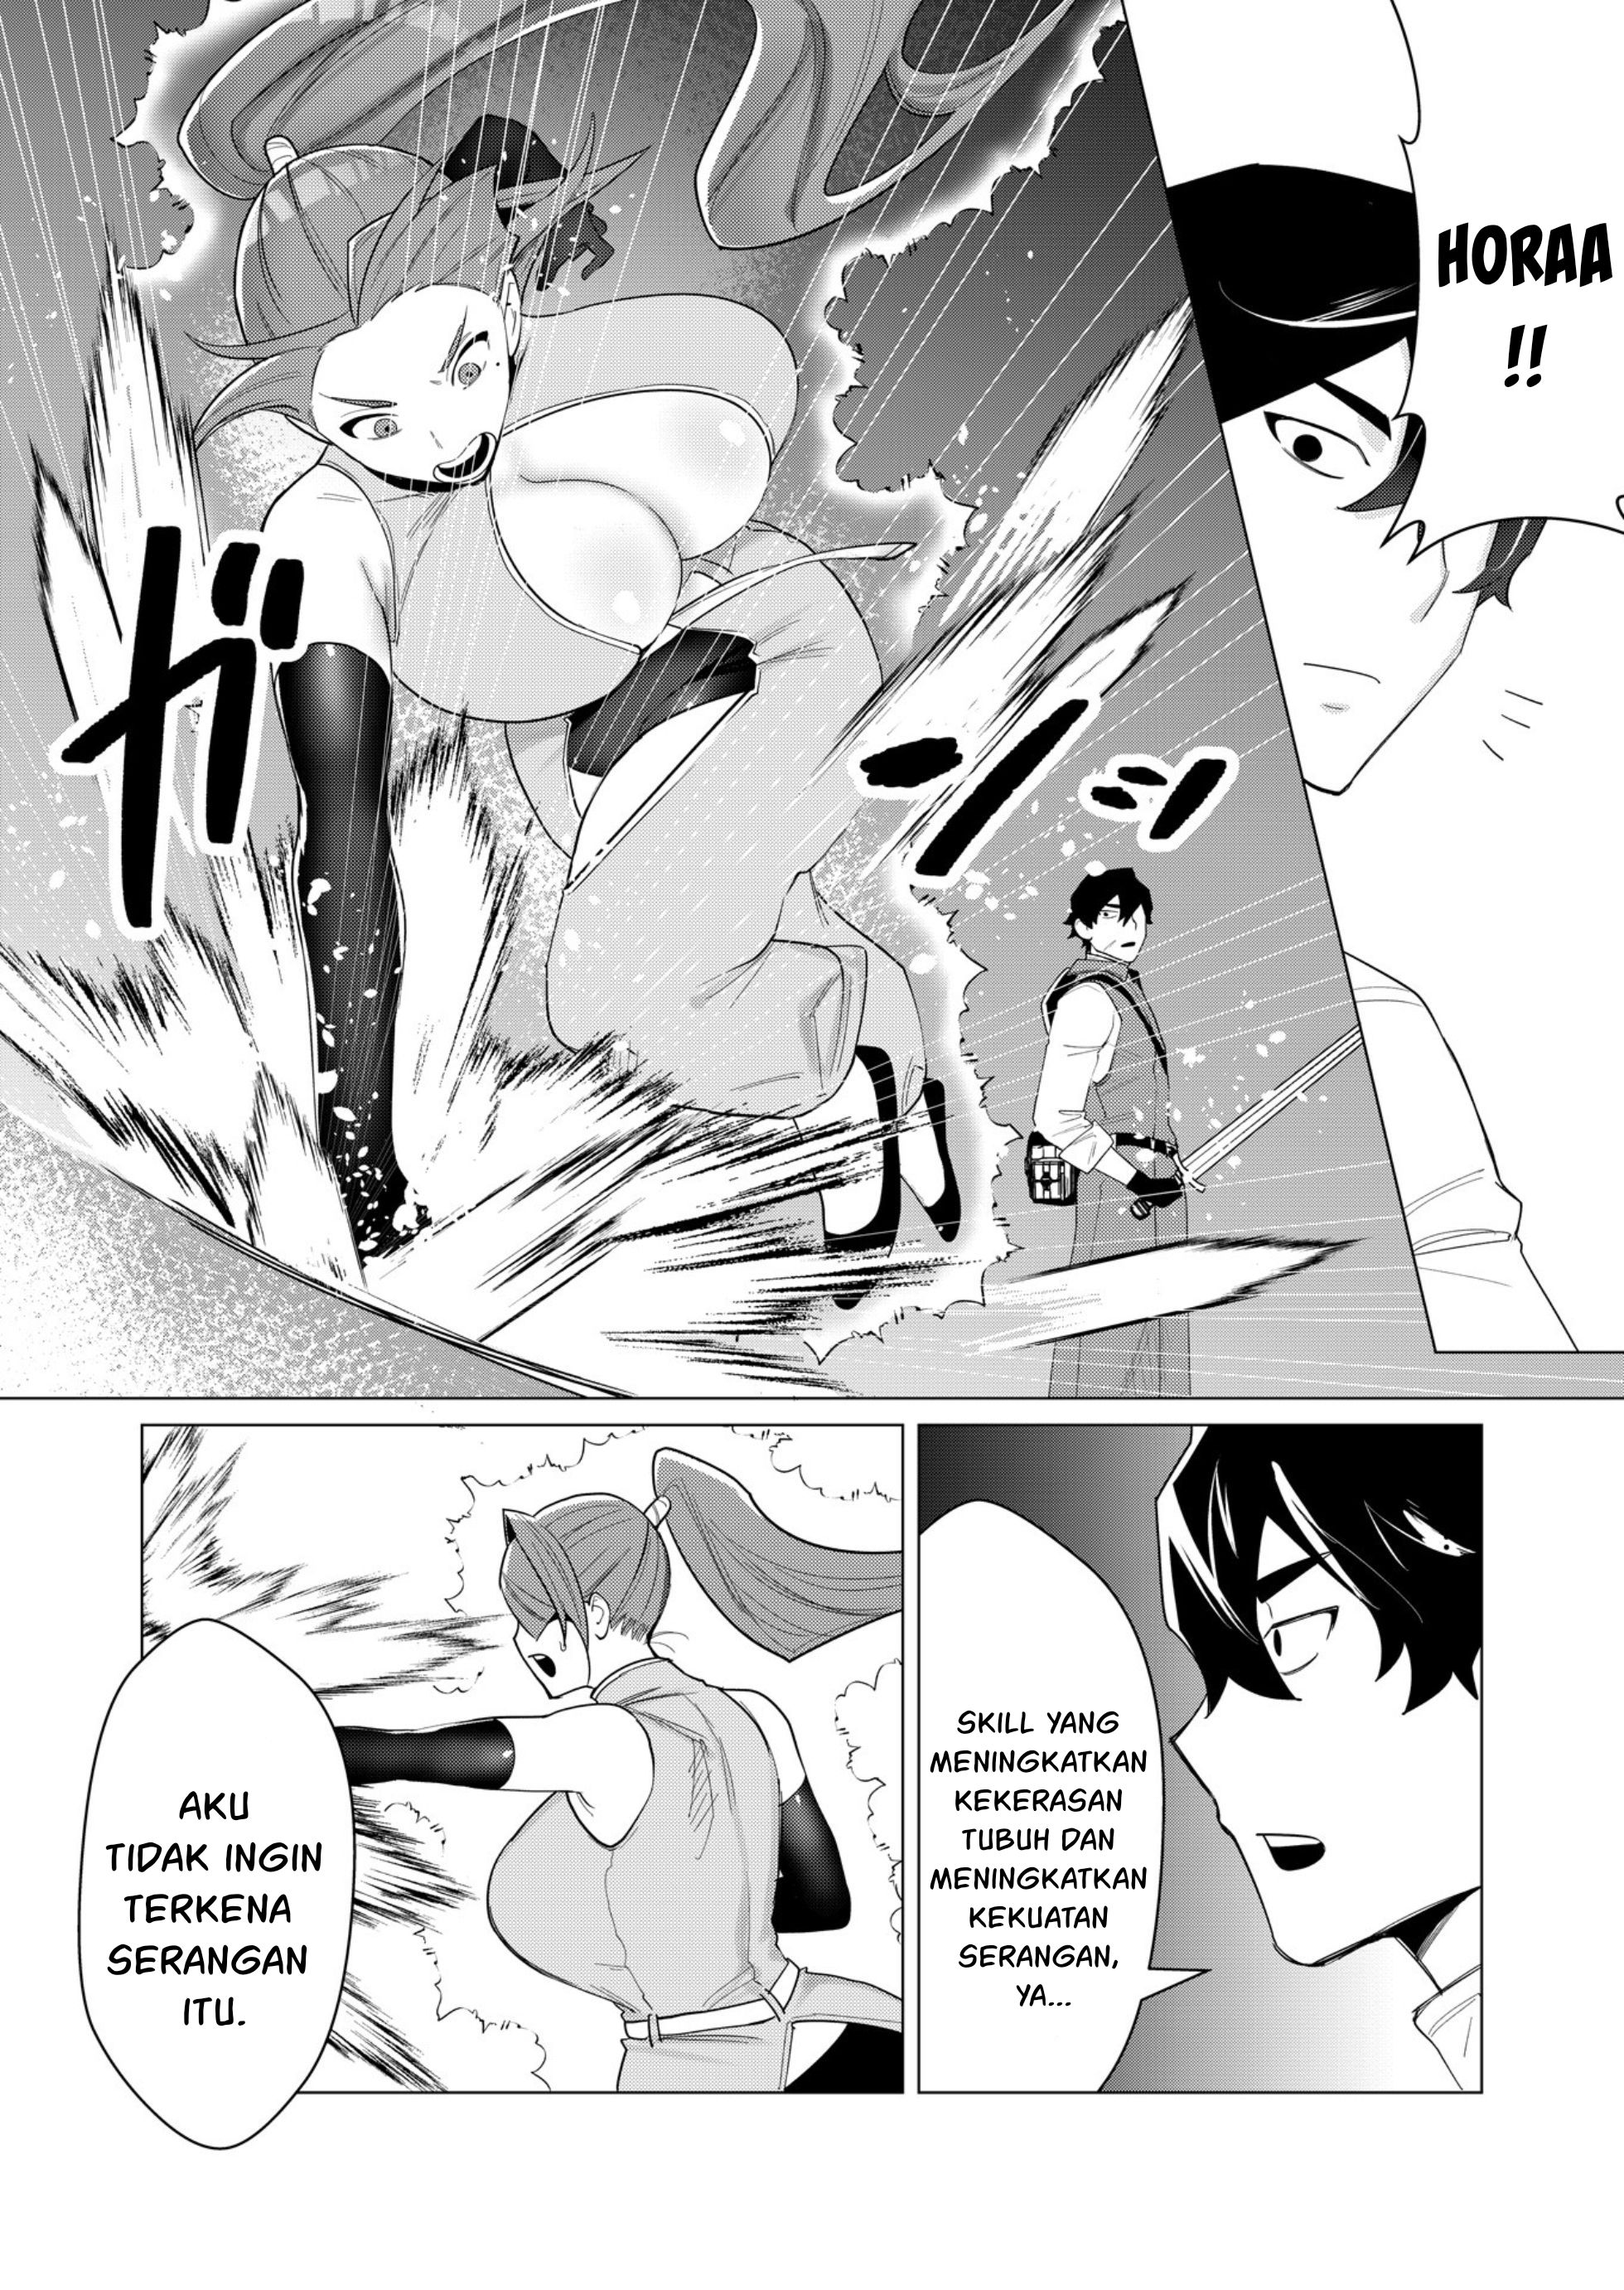 HORAA
!!
ガンッ
SKILL YANG
MENINGKATKAN
KEKERASAN
TUBUH DAN
MENINGKATKAN
KEKUATAN
SERANGAN,
YA...
AKU
TIDAK INGIN
TERKENA
SERANGAN
ITU.